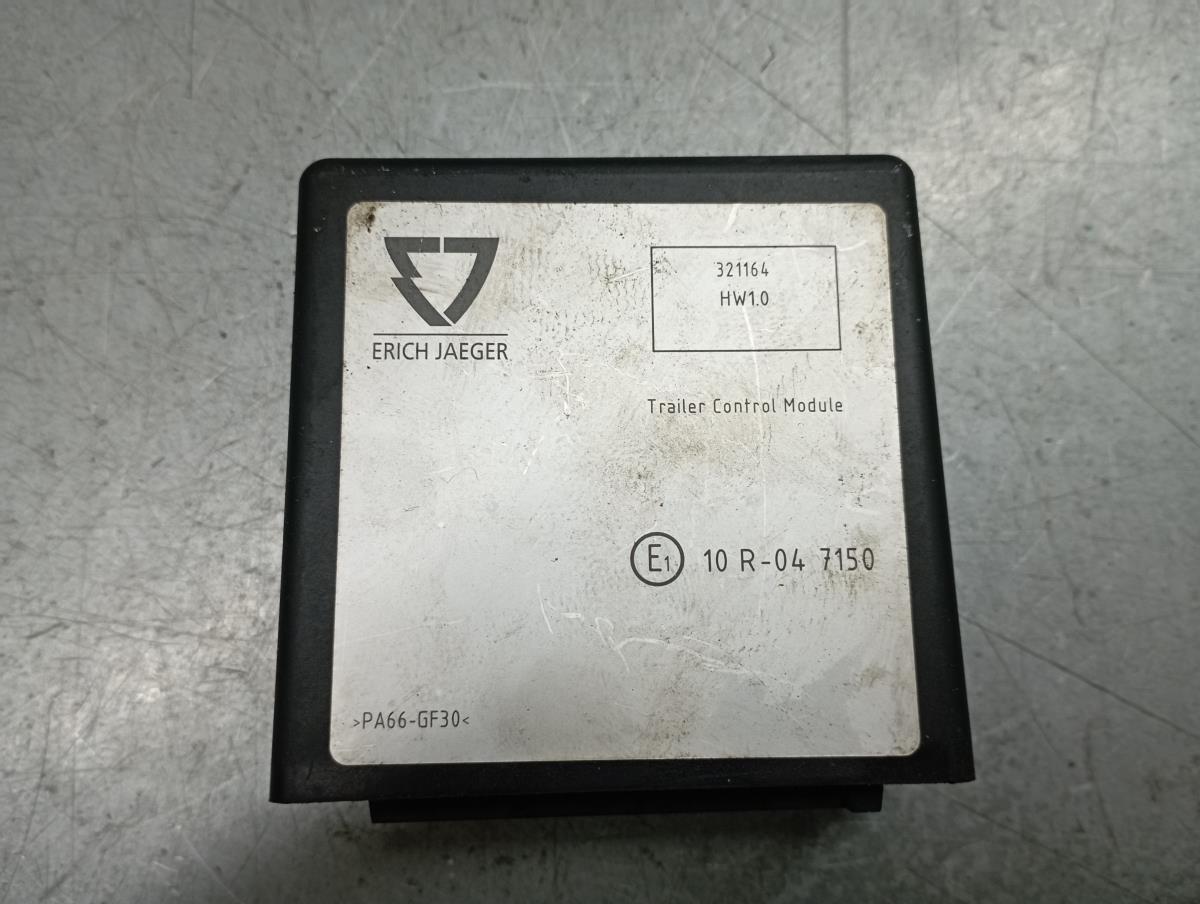 ERICH JAEGER
321164
HW1.0
Trailer Control Module
E1 10 R-04 7150
>PA66-GF30<